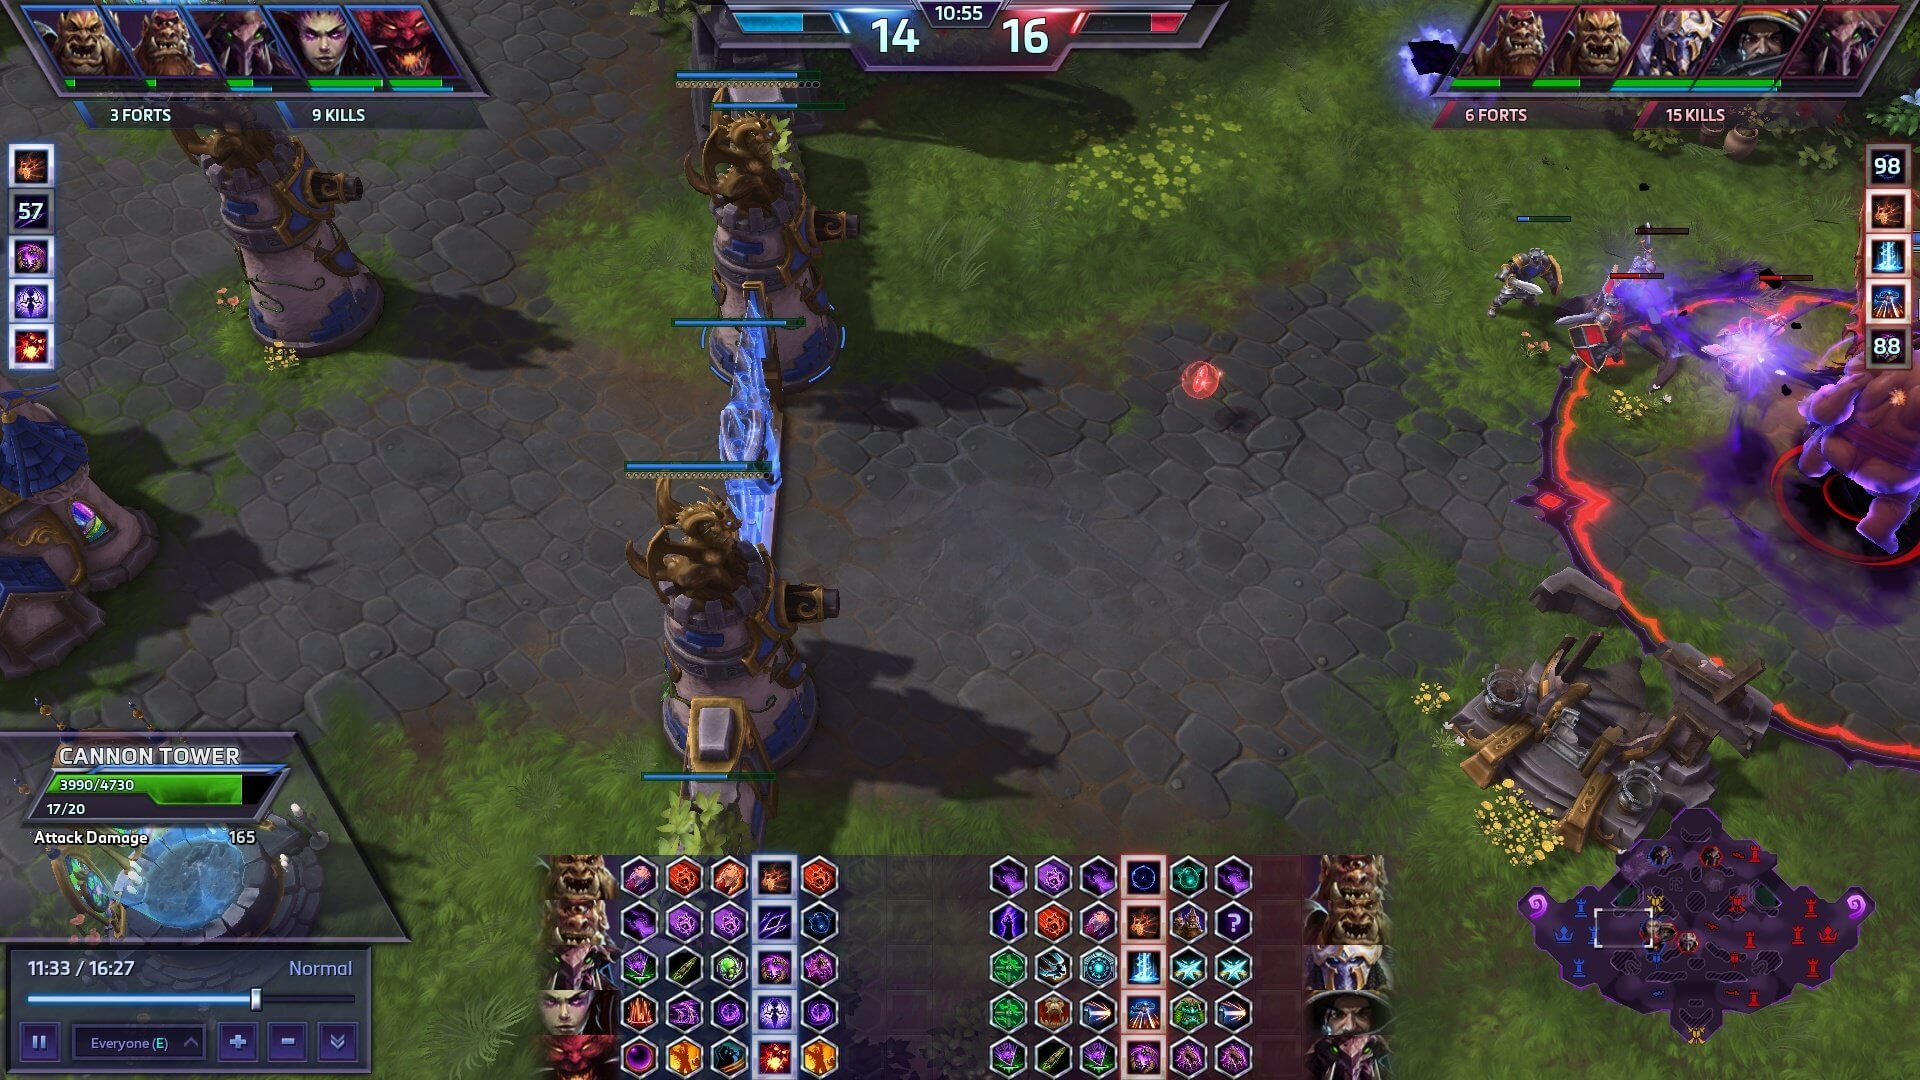 10:55
14
16
3 FORTS
9 KILLS
6 FORTS
15 KILLS
57
98
88
CANNON TOWER
3990/4730
17/20
Attack Damage
165
11:33 / 16:27
Normal
Everyone (E)
?